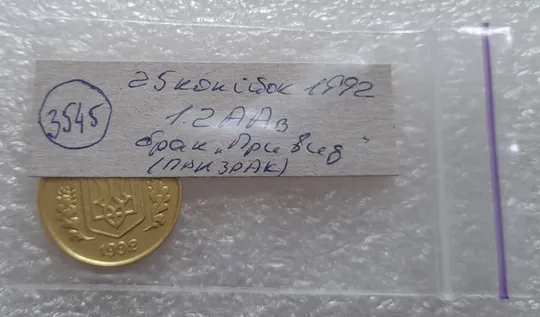 3545
25 копійок 1992
1.2ААв
брак „Привид”
(ПРИЗРАК)
1992